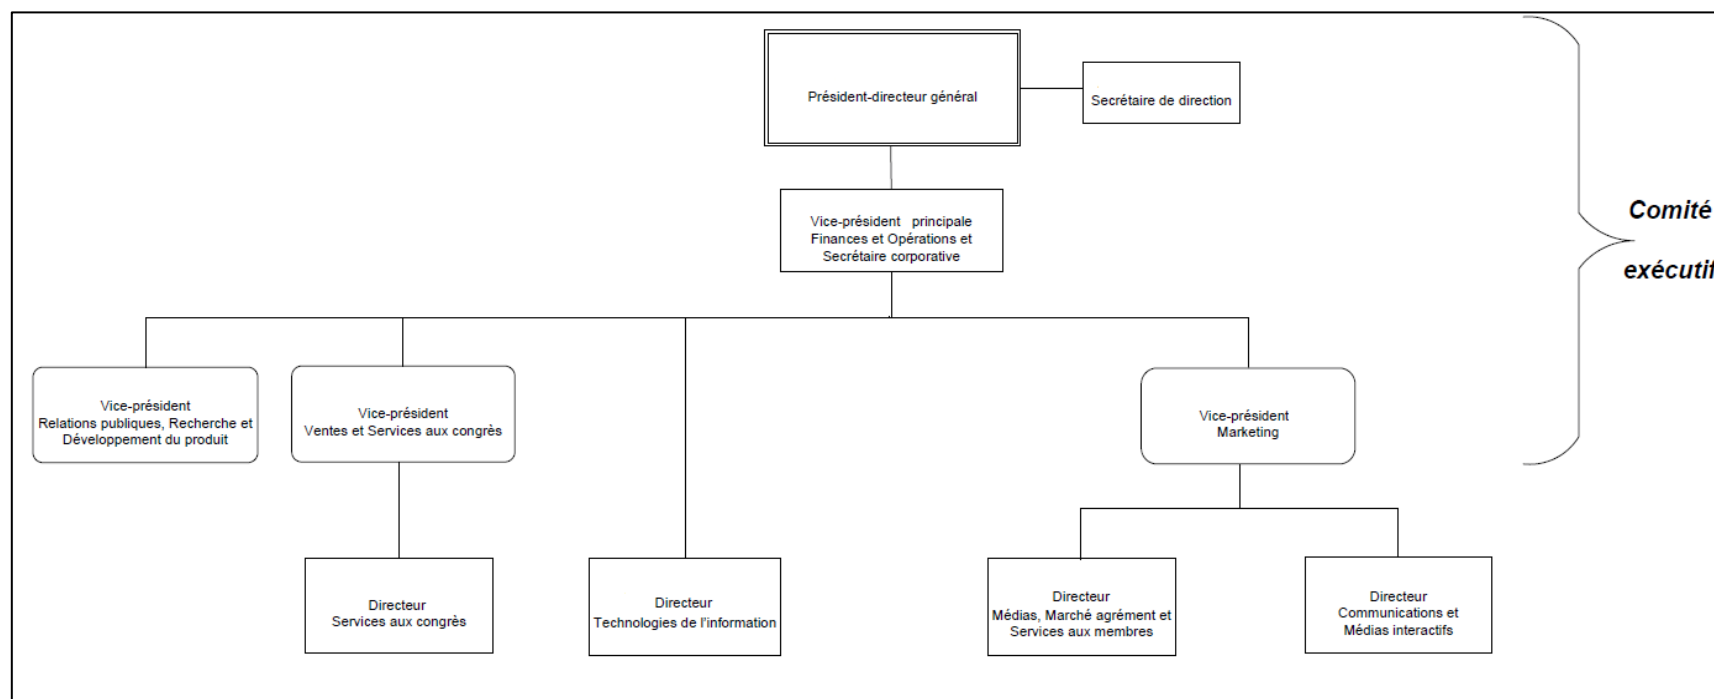 Président-directeur général
Secrétaire de direction
Vice-président principale
Finances et Opérations et
Secrétaire corporative
Comité
exécutif
Vice-président
Relations publiques, Recherche et
Développement du produit
Vice-président
Ventes et Services aux congrès
Vice-président
Marketing
Directeur
Services aux congrès
Directeur
Technologies de l'information
Directeur
Médias, Marché agrément et
Services aux membres
Directeur
Communications et
Médias interactifs